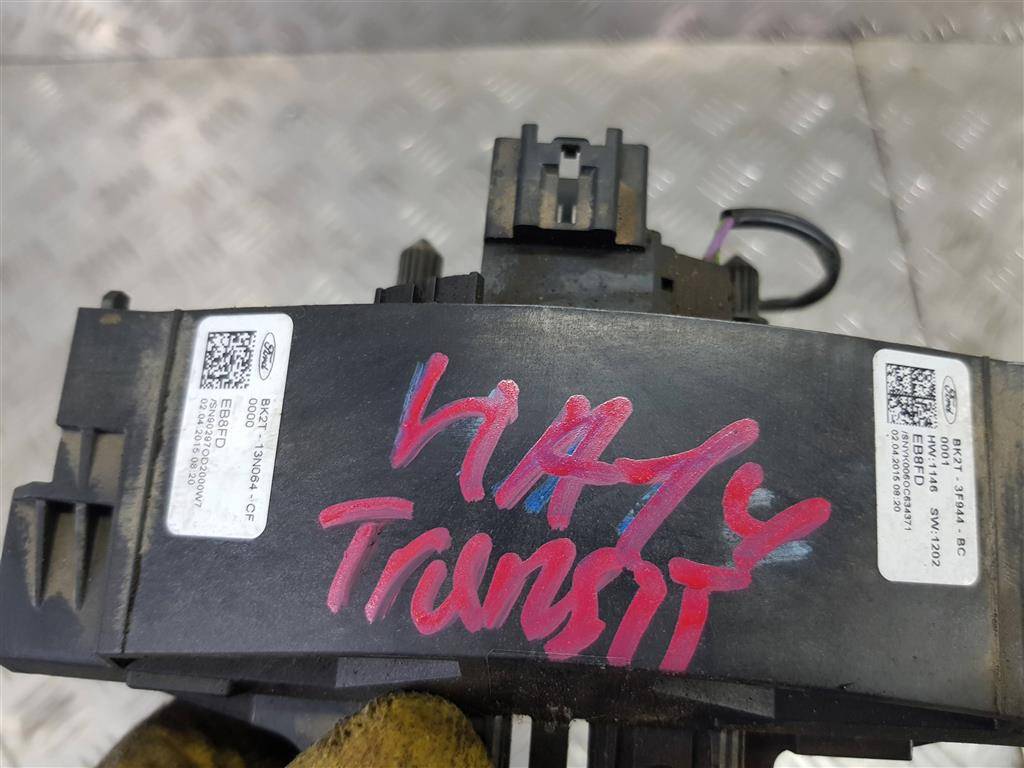 Ford
BK2T - 13N064 - CF
0000
EB8FD
/SN90297OD2000WV7
02.04.2015 08:20
Transit
Ford
BK2T - 3F944 - BC
0001
HW:1146 SW:1202
EB8FD
02.04.2015 08:20